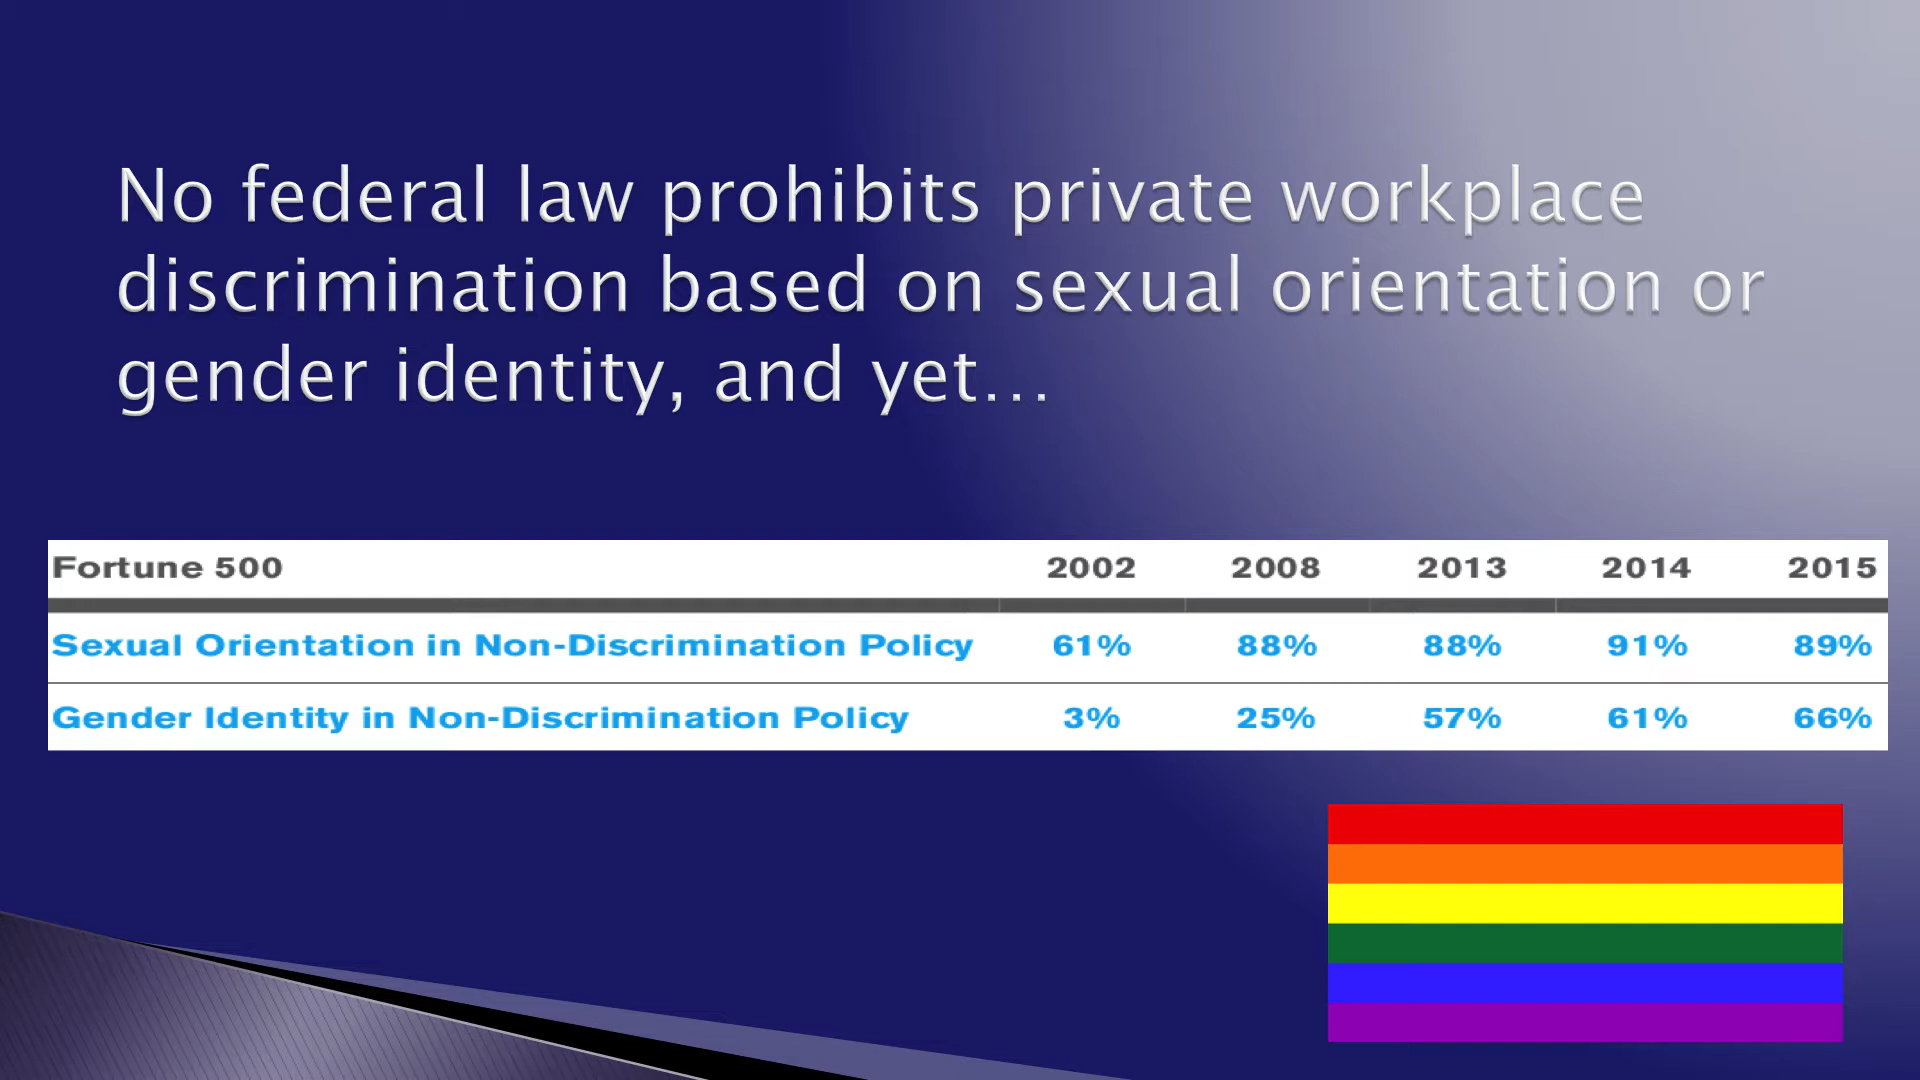 No federal law prohibits private workplace
discrimination based on sexual orientation or
gender identity, and yet…
Fortune 500 2002 2008 2013 2014 2015
Sexual Orientation in Non-Discrimination Policy 61% 88% 88% 91% 89%
Gender Identity in Non-Discrimination Policy 3% 25% 57% 61% 66%